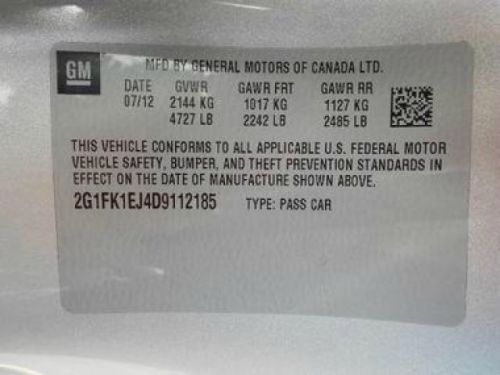 GM
MFD BY GENERAL MOTORS OF CANADA LTD.
DATE GVWR GAWR FRT GAWR RR
07/12 2144 KG 1017 KG 1127 KG
4727 LB 2242 LB 2485 LB
THIS VEHICLE CONFORMS TO ALL APPLICABLE U.S. FEDERAL MOTOR
VEHICLE SAFETY, BUMPER, AND THEFT PREVENTION STANDARDS IN
EFFECT ON THE DATE OF MANUFACTURE SHOWN ABOVE.
2G1FK1EJ4D9112185 TYPE: PASS CAR